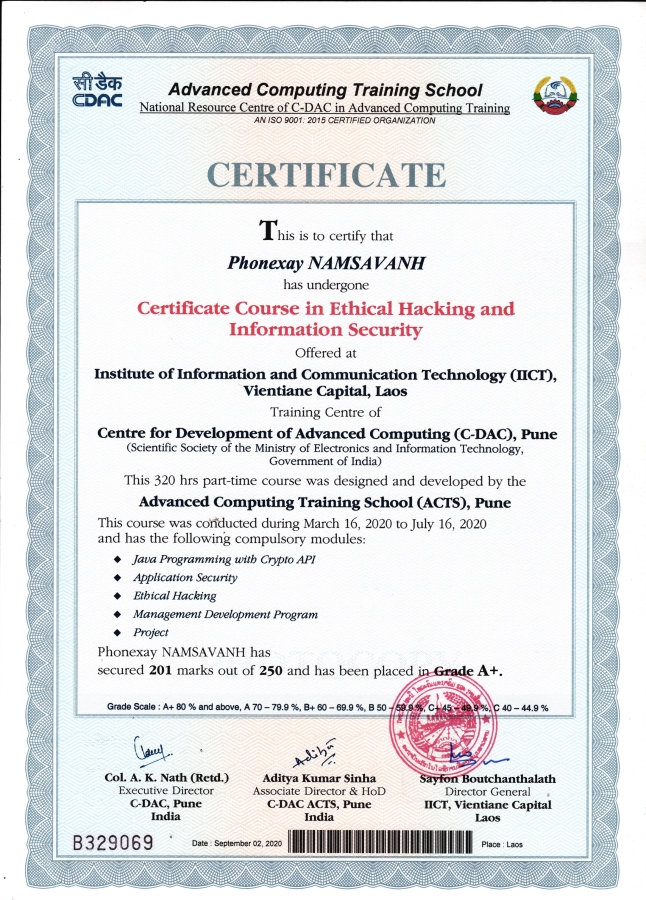 सी डैक
CDAC
Advanced Computing Training School
National Resource Centre of C-DAC in Advanced Computing Training
AN ISO 9001: 2015 CERTIFIED ORGANIZATION
CERTIFICATE
This is to certify that
Phonexay NAMSAVANH
has undergone
Certificate Course in Ethical Hacking and
Information Security
Offered at
Institute of Information and Communication Technology (IICT),
Vientiane Capital, Laos
Training Centre of
Centre for Development of Advanced Computing (C-DAC), Pune
(Scientific Society of the Ministry of Electronics and Information Technology,
Government of India)
This 320 hrs part-time course was designed and developed by the
Advanced Computing Training School (ACTS), Pune
This course was conducted during March 16, 2020 to July 16, 2020
and has the following compulsory modules:
◆ Java Programming with Crypto API
◆ Application Security
◆ Ethical Hacking
◆ Management Development Program
◆ Project
Phonexay NAMSAVANH has
secured 201 marks out of 250 and has been placed in Grade A+.
Grade Scale : A+ 80 % and above, A 70 – 79.9 %, B+ 60 – 69.9 %, B 50 – 59.9 %, C+ 45 – 49.9 %, C 40 – 44.9 %
Aditya
Col. A. K. Nath (Retd.) Aditya Kumar Sinha Sayfon Boutchanthalath
Executive Director Associate Director & HoD Director General
C-DAC, Pune C-DAC ACTS, Pune IICT, Vientiane Capital
India India Laos
B329069 Date : September 02, 2020 Place : Laos